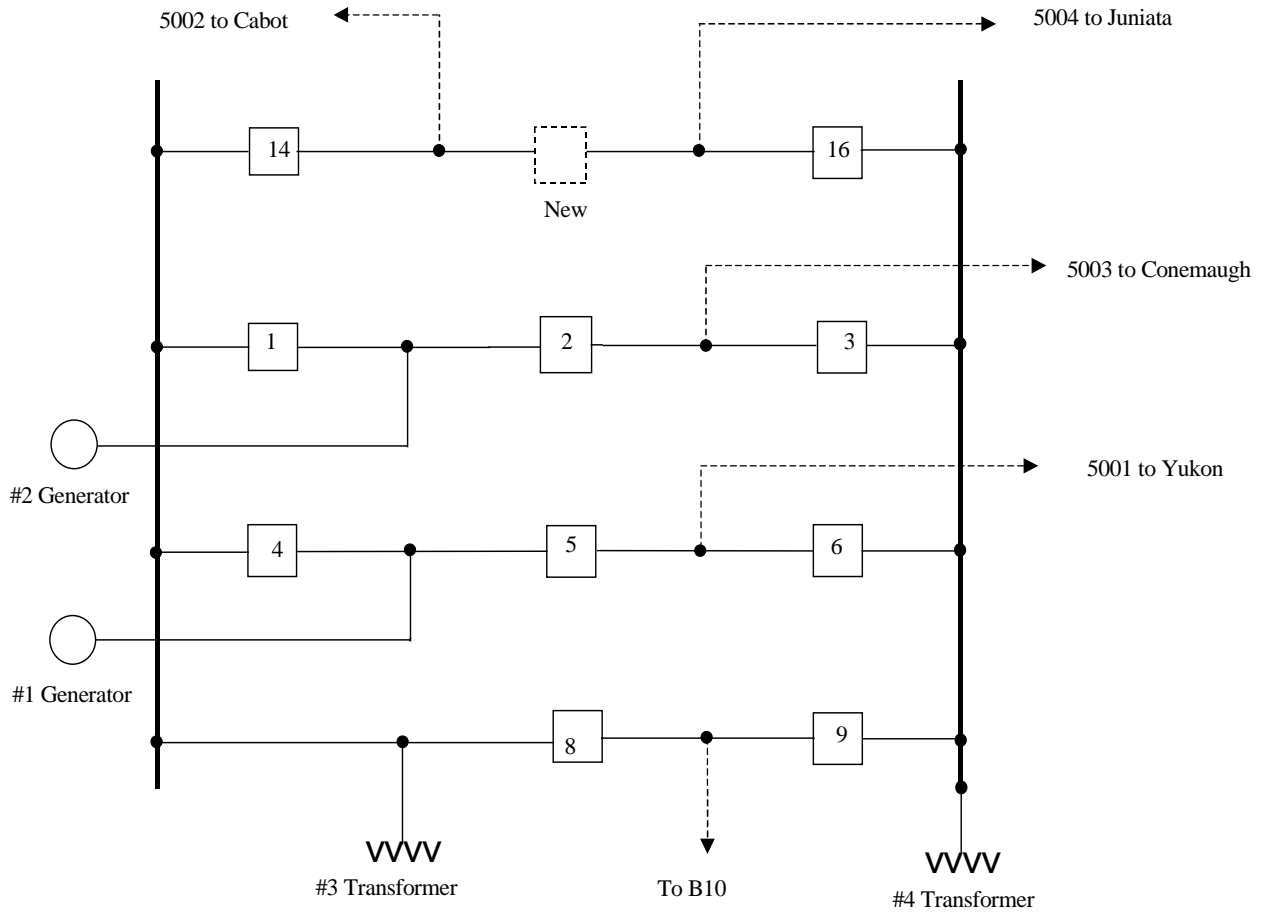 5002 to Cabot
5004 to Juniata
14
16
New
5003 to Conemaugh
1
2
3
#2 Generator
5001 to Yukon
4
5
6
#1 Generator
8
9
#3 Transformer
To B10
#4 Transformer